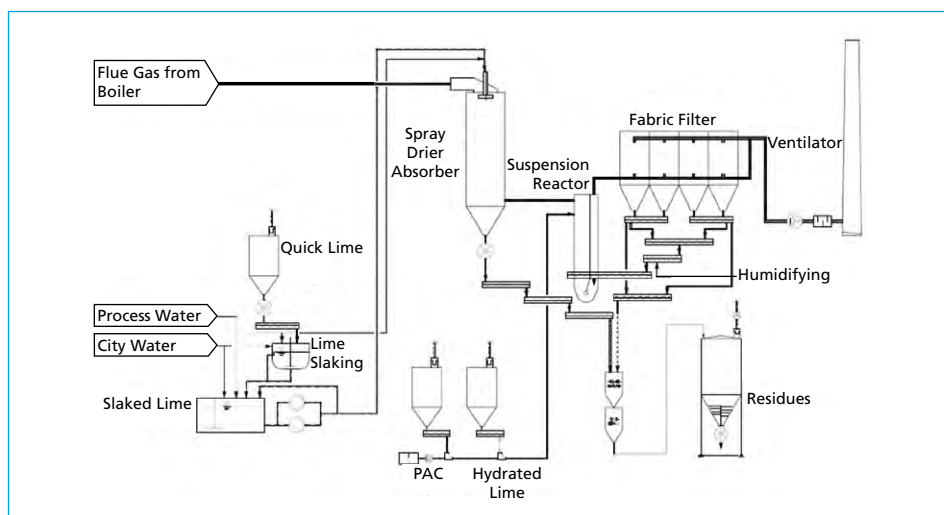 Flue Gas from
Boiler
Spray
Drier
Absorber
Suspension
Reactor
Fabric Filter
Ventilator
Quick Lime
Humidifying
Process Water
City Water
Lime
Slaking
Slaked Lime
PAC
Hydrated
Lime
Residues